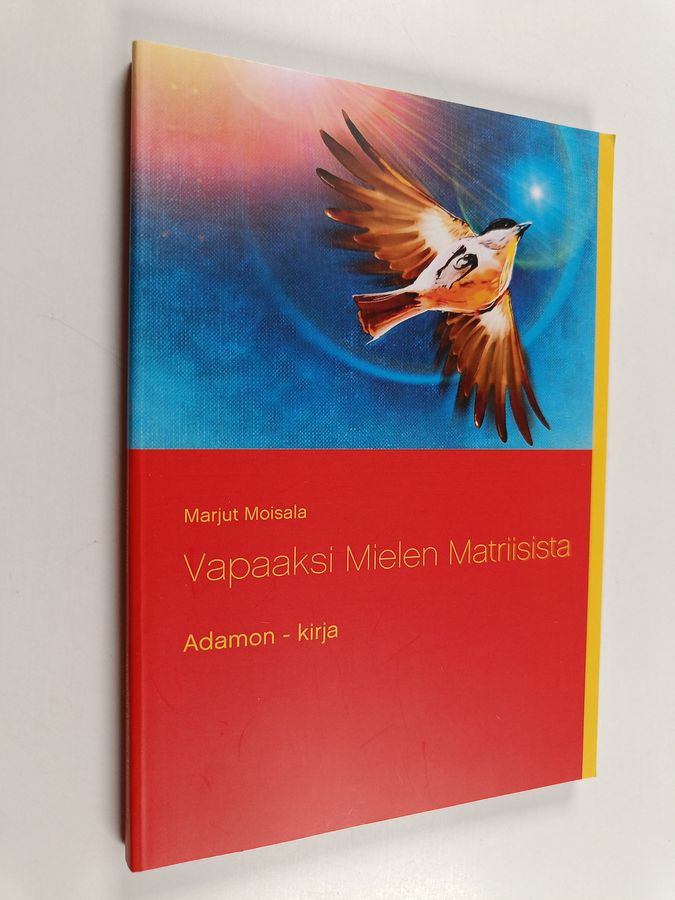 Marjut Moisala
Vapaaksi Mielen Matriisista
Adamon - kirja